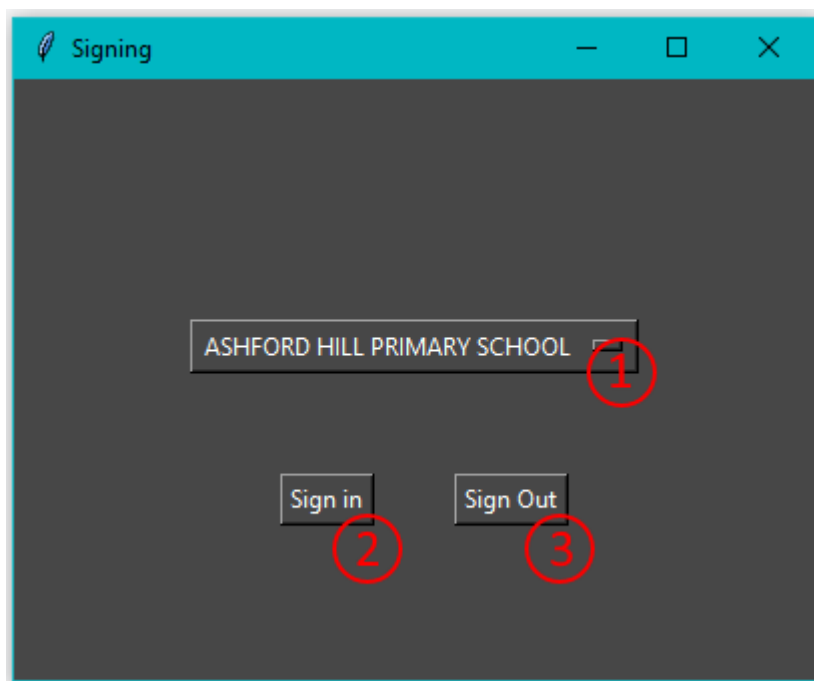 Signing
ASHFORD HILL PRIMARY SCHOOL
1
Sign in
Sign Out
2
3